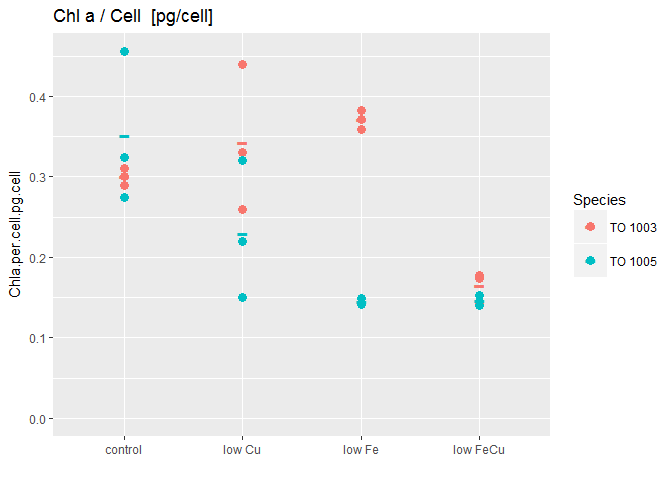 Chl a / Cell  [pg/cell]
Chla.per.cell.pg.cell
0.4
0.3
0.2
0.1
0.0
control
low Cu
low Fe
low FeCu
Species
TO 1003
TO 1005